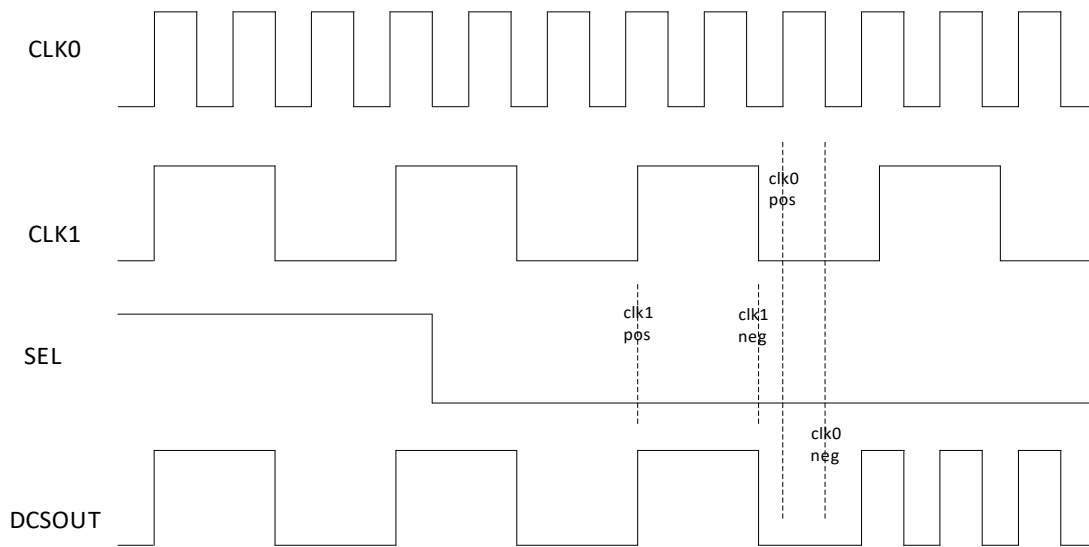 CLK0
CLK1
clk0
pos
SEL
clk1
pos
clk1
neg
clk0
neg
DCSOUT